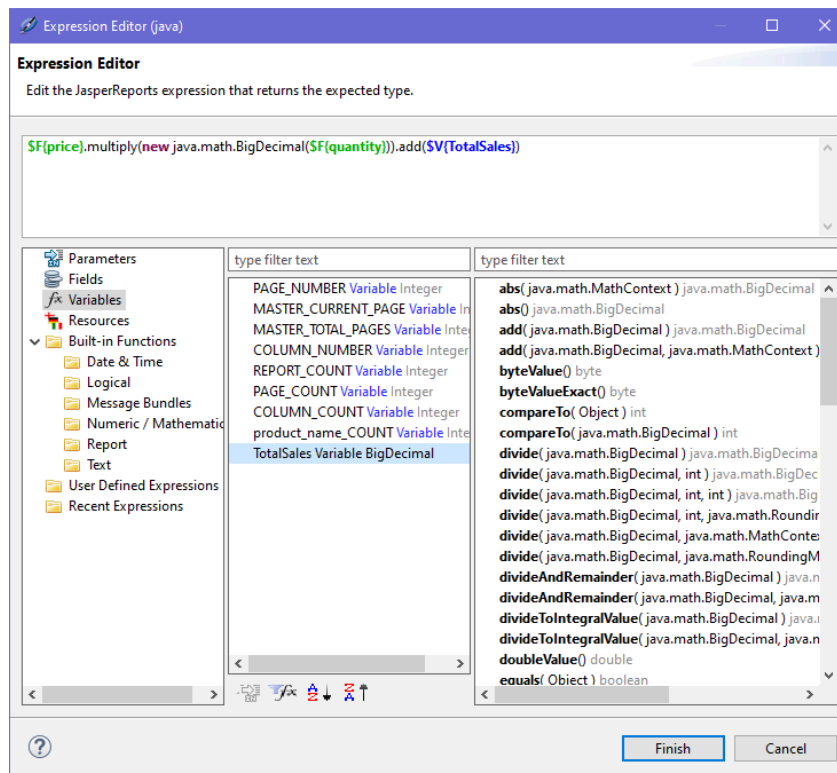 Expression Editor (java)
Expression Editor
Edit the JasperReports expression that returns the expected type.
$F{price}.multiply(new java.math.BigDecimal($F{quantity})).add($V{TotalSales})
Parameters
Fields
fx Variables
Resources
Built-in Functions
Date & Time
Logical
Message Bundles
Numeric / Mathematic
Report
Text
User Defined Expressions
Recent Expressions
type filter text
PAGE_NUMBER Variable Integer
MASTER_CURRENT_PAGE Variable In
MASTER_TOTAL_PAGES Variable Inte
COLUMN_NUMBER Variable Integer
REPORT_COUNT Variable Integer
PAGE_COUNT Variable Integer
COLUMN_COUNT Variable Integer
product_name_COUNT Variable Inte
TotalSales Variable BigDecimal
type filter text
abs( java.math.MathContext ) java.math.BigDecimal
abs() java.math.BigDecimal
add( java.math.BigDecimal ) java.math.BigDecimal
add( java.math.BigDecimal, java.math.MathContext )
byteValue() byte
byteValueExact() byte
compareTo( Object ) int
compareTo( java.math.BigDecimal ) int
divide( java.math.BigDecimal ) java.math.BigDecima
divide( java.math.BigDecimal, int ) java.math.BigDec
divide( java.math.BigDecimal, int, int ) java.math.Big
divide( java.math.BigDecimal, int, java.math.Roundin
divide( java.math.BigDecimal, java.math.MathContex
divide( java.math.BigDecimal, java.math.RoundingM
divideAndRemainder( java.math.BigDecimal ) java.n
divideAndRemainder( java.math.BigDecimal, java.m
divideToIntegralValue( java.math.BigDecimal ) java.i
divideToIntegralValue( java.math.BigDecimal, java.n
doubleValue() double
equals( Object ) boolean
fx A Z Z A
? Finish Cancel